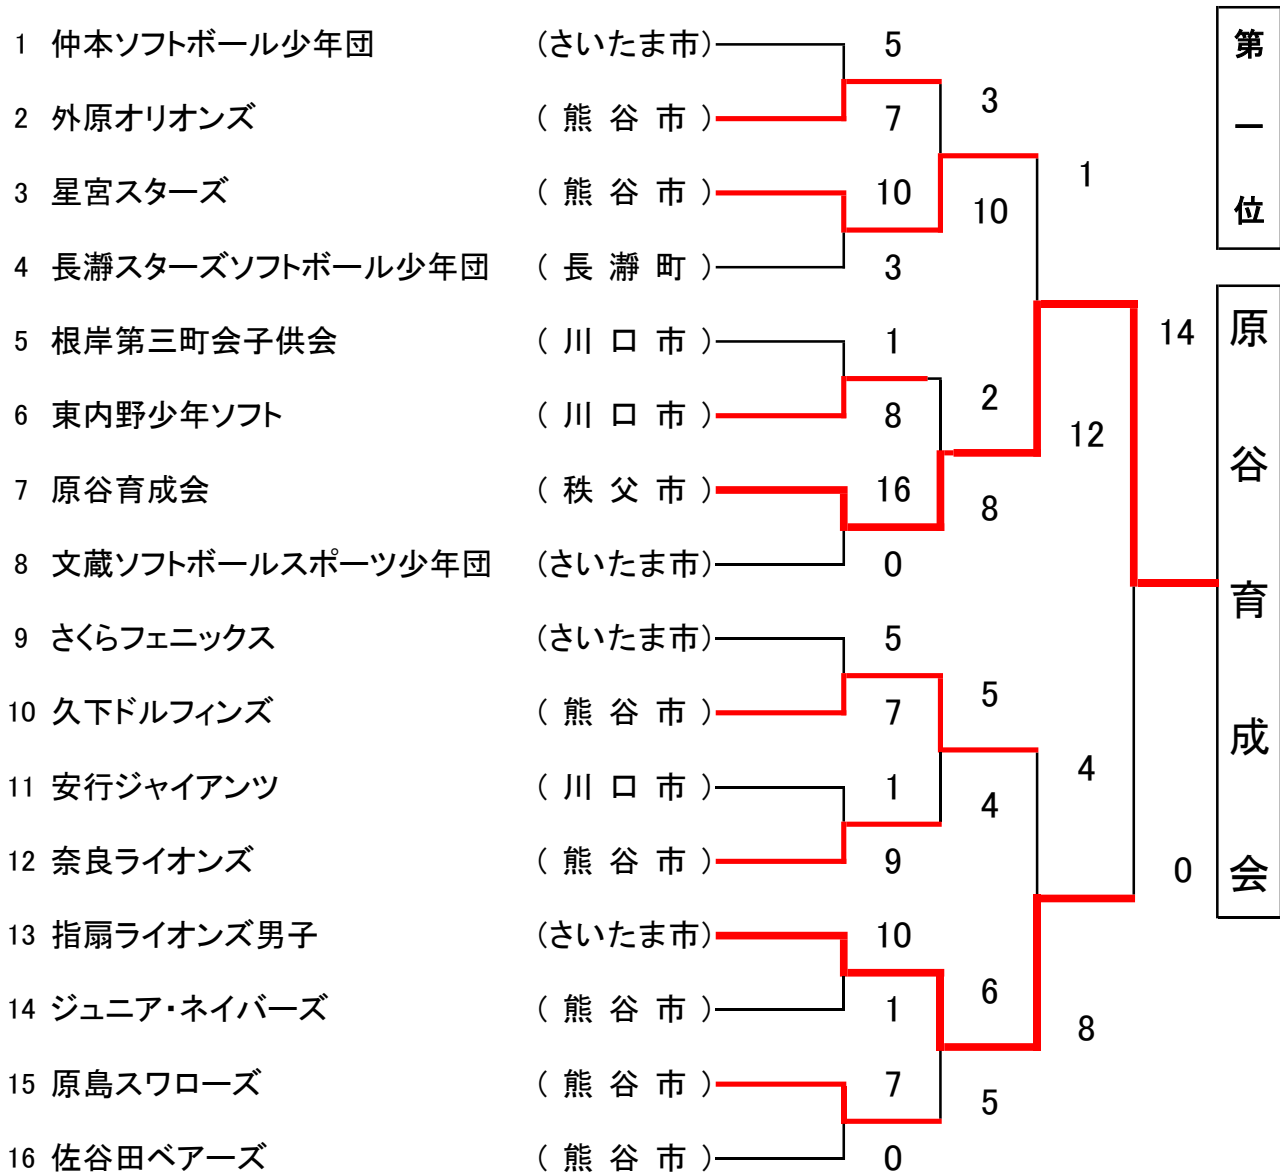 1 仲本ソフトボール少年団 (さいたま市) 5
2 外原オリオンズ (熊谷市) 7
3 星宮スターズ (熊谷市) 10
4 長瀞スターズソフトボール少年団 (長瀞町) 3
5 根岸第三町会子供会 (川口市) 1
6 東内野少年ソフト (川口市) 8
7 原谷育成会 (秩父市) 16
8 文蔵ソフトボールスポーツ少年団 (さいたま市) 0
9 さくらフェニックス (さいたま市) 5
10 久下ドルフィンズ (熊谷市) 7
11 安行ジャイアンツ (川口市) 1
12 奈良ライオンズ (熊谷市) 9
13 指扇ライオンズ男子 (さいたま市) 10
14 ジュニア・ネイバーズ (熊谷市) 1
15 原島スワローズ (熊谷市) 7
16 佐谷田ベアーズ (熊谷市) 0
3
10
2
8
5
4
6
5
1
12
4
8
14
0
第一位
原谷育成会